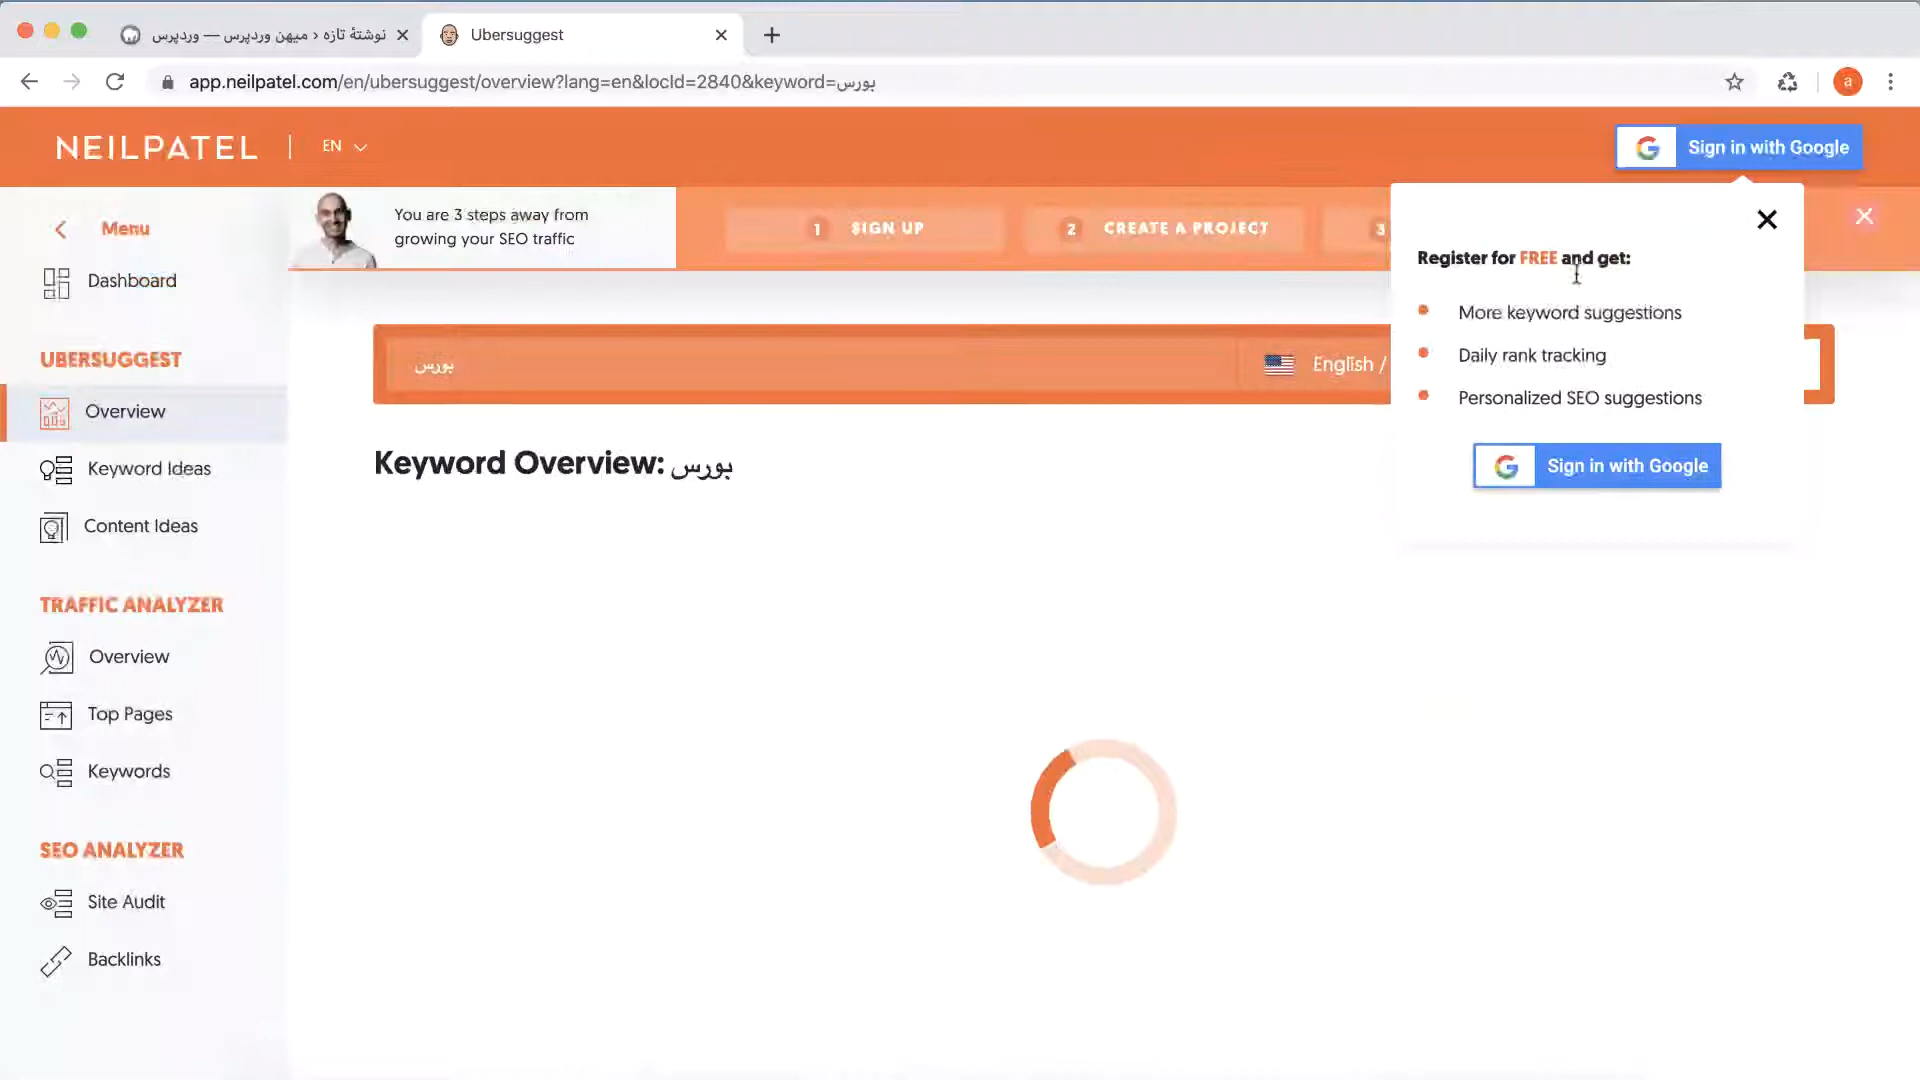 نوشتهٔ تازه ‹ میهن وردپرس — وردپرس
Ubersuggest
app.neilpatel.com/en/ubersuggest/overview?lang=en&locId=2840&keyword=بورس
a
NEILPATEL
EN
Sign in with Google
Menu
You are 3 steps away from
growing your SEO traffic
1 SIGN UP
2 CREATE A PROJECT
3
Register for FREE and get:
More keyword suggestions
Daily rank tracking
Personalized SEO suggestions
Sign in with Google
Dashboard
UBERSUGGEST
Overview
Keyword Ideas
Content Ideas
TRAFFIC ANALYZER
Overview
Top Pages
Keywords
SEO ANALYZER
Site Audit
Backlinks
بورس
English /
Keyword Overview: بورس